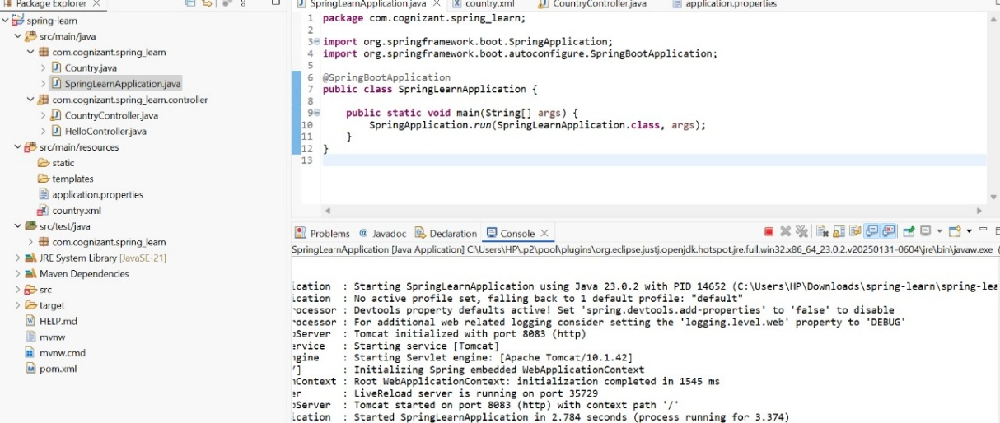 Package Explorer
spring-learn
src/main/java
com.cognizant.spring_learn
Country.java
SpringLearnApplication.java
com.cognizant.spring_learn.controller
CountryController.java
HelloController.java
src/main/resources
static
templates
application.properties
country.xml
src/test/java
com.cognizant.spring_learn
JRE System Library [JavaSE-21]
Maven Dependencies
src
target
HELP.md
mvnw
mvnw.cmd
pom.xml
SpringLearnApplication.java country.xml CountryController.java application.properties
1 package com.cognizant.spring_learn;
2
3 import org.springframework.boot.SpringApplication;
4 import org.springframework.boot.autoconfigure.SpringBootApplication;
5
6 @SpringBootApplication
7 public class SpringLearnApplication {
8
9 public static void main(String[] args) {
10 SpringApplication.run(SpringLearnApplication.class, args);
11 }
12 }
13
Problems @ Javadoc Declaration Console
SpringLearnApplication [Java Application] C:\Users\HP\.p2\pool\plugins\org.eclipse.justj.openjdk.hotspot.jre.full.win32.x86_64_23.0.2.v20250131-0604\jre\bin\javaw.exe (
ication : Starting SpringLearnApplication using Java 23.0.2 with PID 14652 (C:\Users\HP\Downloads\spring-learn\spring-lea
ication : No active profile set, falling back to 1 default profile: "default"
rocessor : Devtools property defaults active! Set 'spring.devtools.add-properties' to 'false' to disable
rocessor : For additional web related logging consider setting the 'logging.level.web' property to 'DEBUG'
Server : Tomcat initialized with port 8083 (http)
ervice : Starting service [Tomcat]
ngine : Starting Servlet engine: [Apache Tomcat/10.1.42]
/] : Initializing Spring embedded WebApplicationContext
Context : Root WebApplicationContext: initialization completed in 1545 ms
er : LiveReload server is running on port 35729
Server : Tomcat started on port 8083 (http) with context path '/'
ication : Started SpringLearnApplication in 2.784 seconds (process running for 3.374)